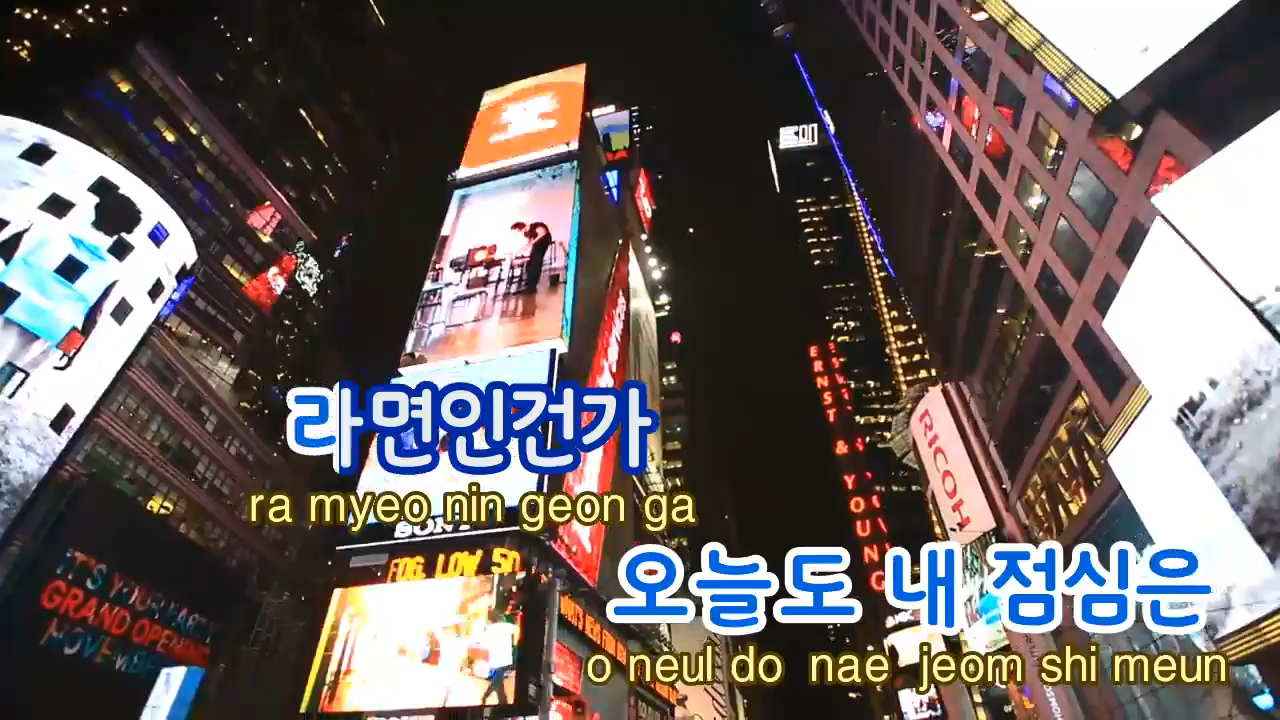 ERNST & YOUNG
RICOH
라면인건가
ra myeo nin geon ga
SONY
FOG, LOW 50
오늘도 내 점심은
o neul do nae jeom shi meun
IT'S YOUR PARTY
GRAND OPENING
NOVEMBER